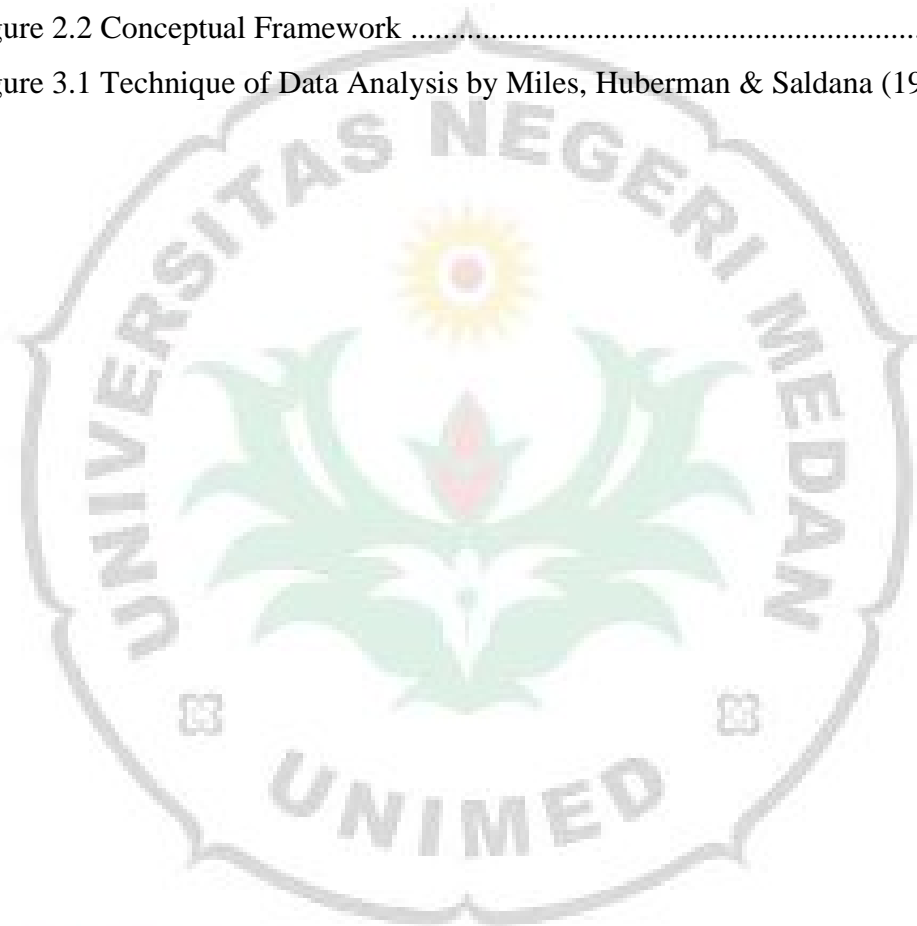 gure 2.2 Conceptual Framework ..........................................................................
gure 3.1 Technique of Data Analysis by Miles, Huberman & Saldana (19
UNIVERSITAS NEGERI MEDAN
UNIMED